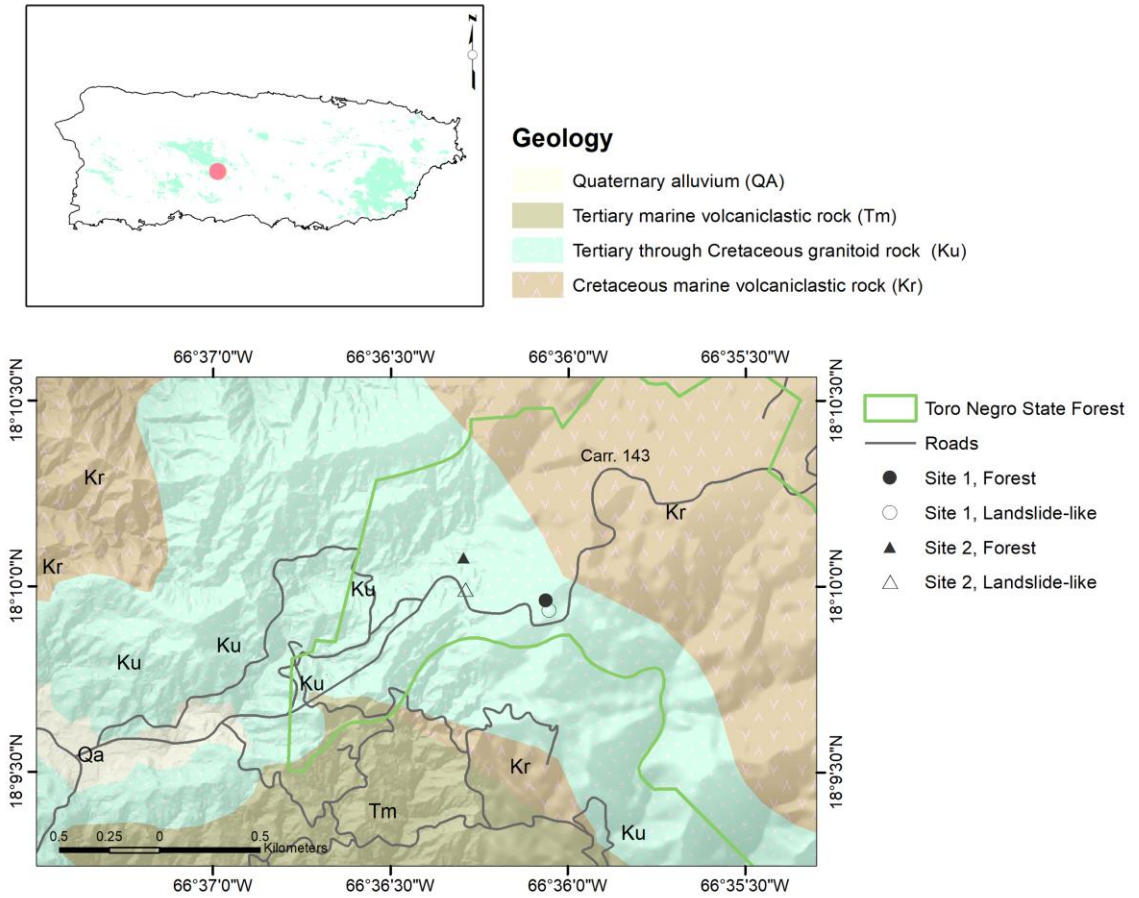 N
Geology
Quaternary alluvium (QA)
Tertiary marine volcaniclastic rock (Tm)
Tertiary through Cretaceous granitoid rock (Ku)
Cretaceous marine volcaniclastic rock (Kr)
66°37'0"W 66°36'30"W 66°36'0"W 66°35'30"W
18°10'30"N 18°10'30"N
Toro Negro State Forest
Roads
Carr. 143
Kr
Site 1, Forest
Kr
Site 1, Landslide-like
Site 2, Forest
Kr
18°10'0"N 18°10'0"N
Site 2, Landslide-like
Ku
Ku
Ku
Ku
Qa
Kr
18°9'30"N 18°9'30"N
Tm
Ku
0.5 0.25 0 0.5
Kilometers
66°37'0"W 66°36'30"W 66°36'0"W 66°35'30"W